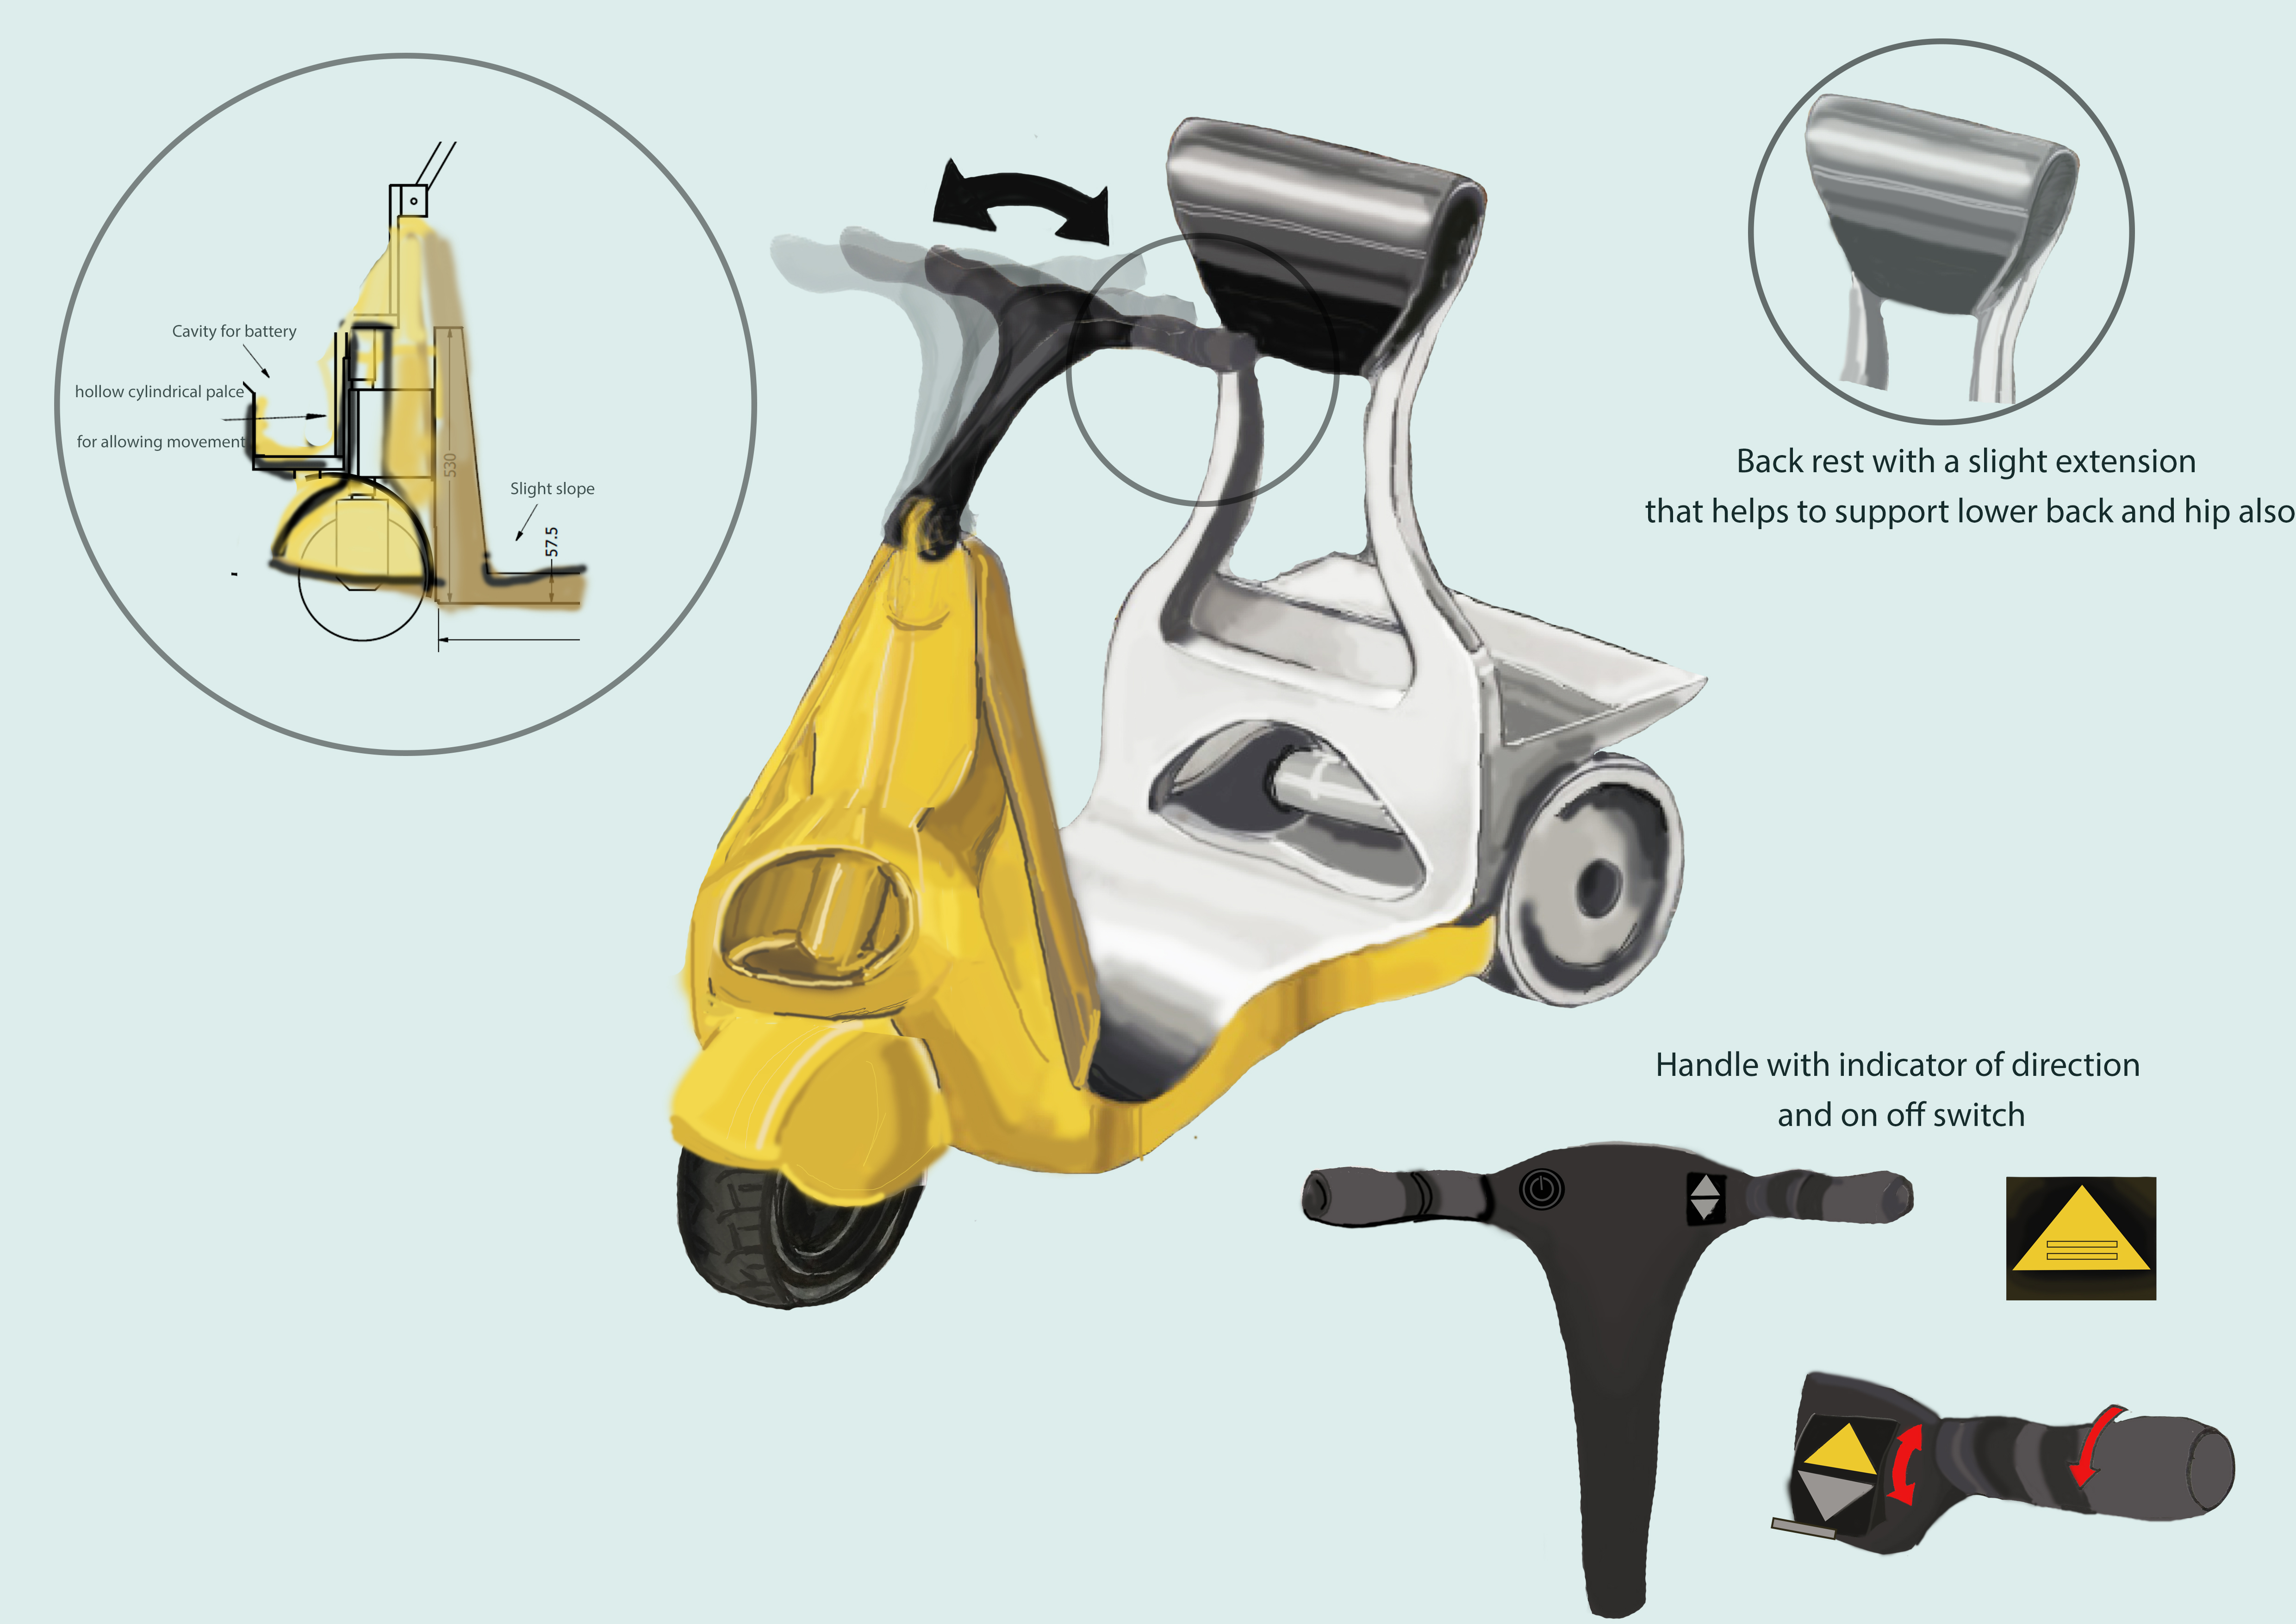 Cavity for battery
hollow cylindrical palce
for allowing movement
530
Slight slope
57.5
Back rest with a slight extension
that helps to support lower back and hip also
Handle with indicator of direction
and on off switch